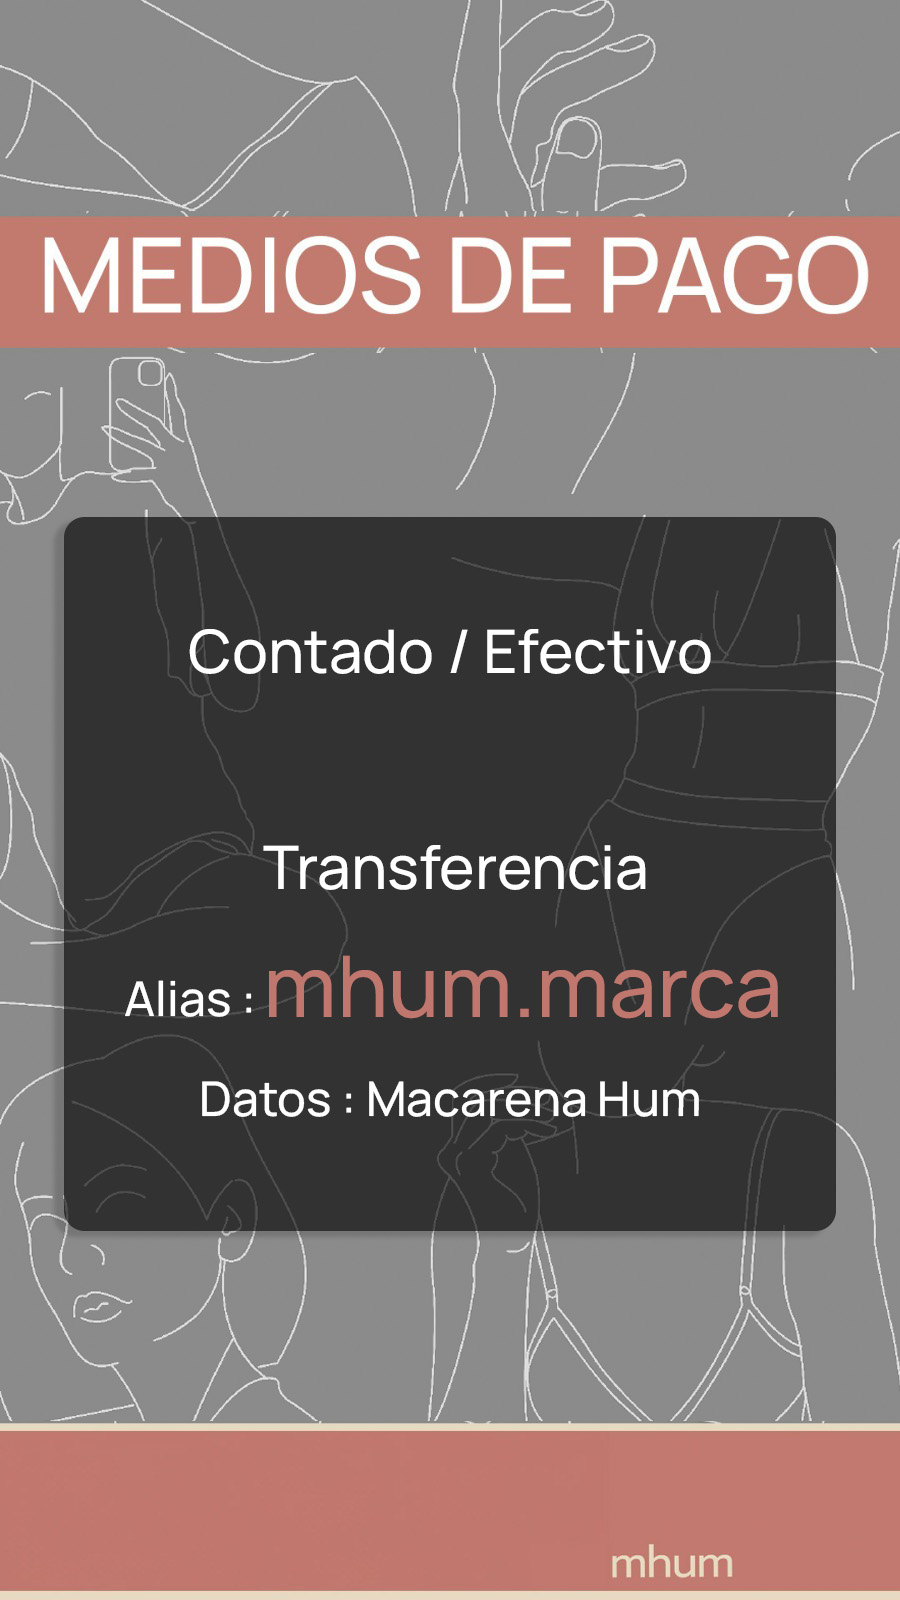 MEDIOS DE PAGO
Contado / Efectivo
Transferencia
Alias : mhum.marca
Datos : Macarena Hum
mhum